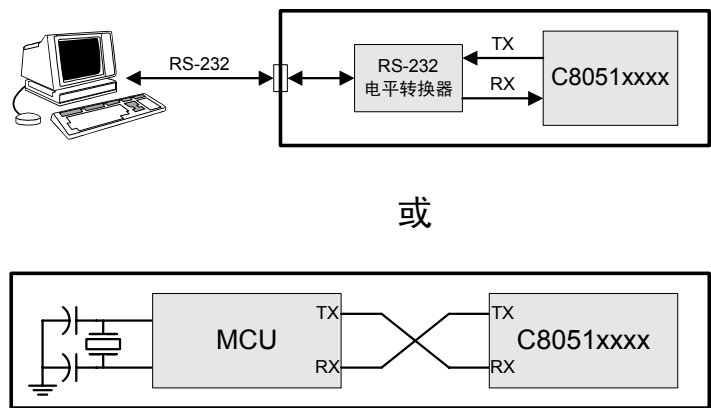 RS-232
RS-232
电平转换器
TX
RX
C8051xxxx
或
MCU
TX
RX
TX
RX
C8051xxxx